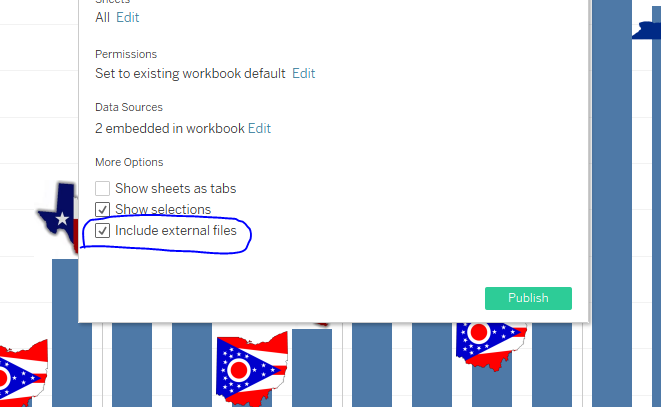 Sheets
All Edit
Permissions
Set to existing workbook default Edit
Data Sources
2 embedded in workbook Edit
More Options
Show sheets as tabs
Show selections
Include external files
Publish